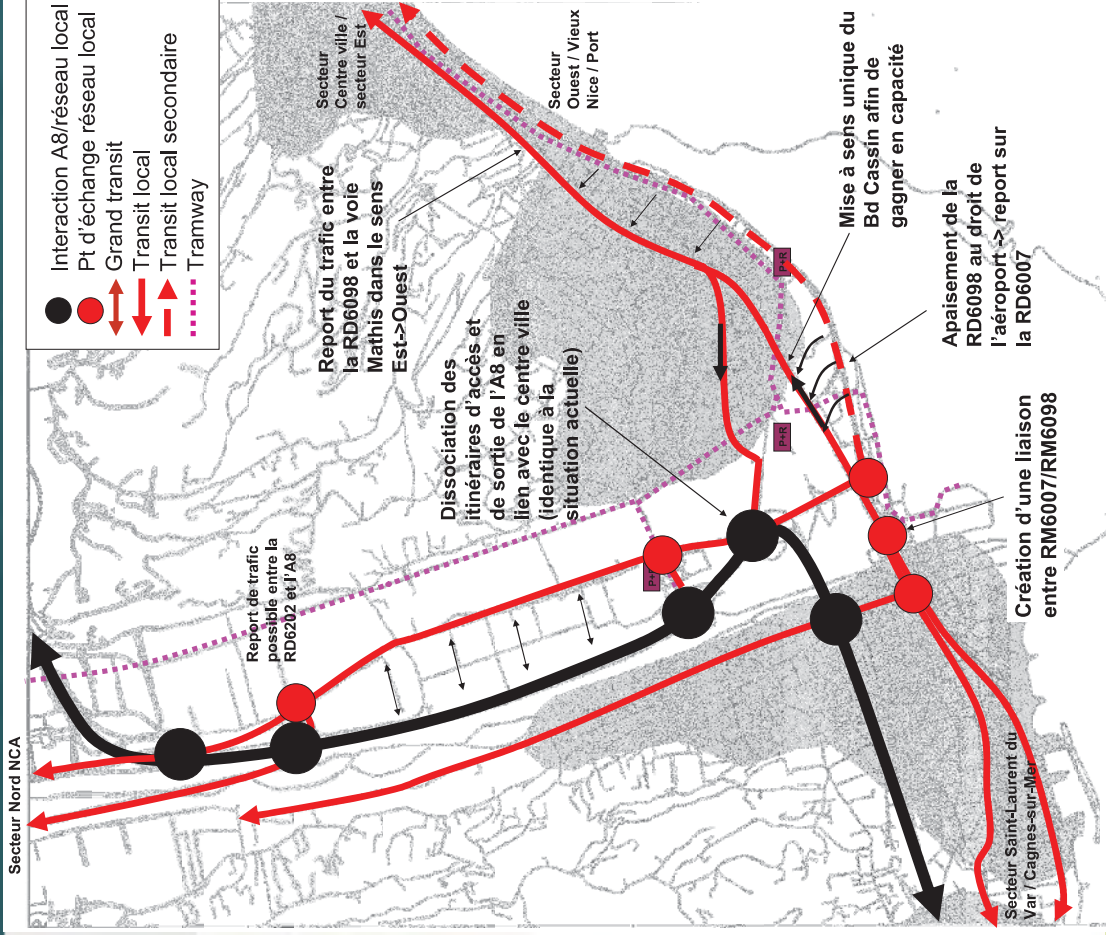 Interaction A8/réseau local
Pt d'échange réseau local
Grand transit
Transit local
Transit local secondaire
Tramway
Secteur Nord NCA
Secteur
Centre ville /
secteur Est
Secteur
Ouest / Vieux
Nice / Port
Report du trafic entre
la RD6098 et la voie
Mathis dans le sens
Est->Ouest
Dissociation des
itinéraires d'accès et
de sortie de l'A8 en
lien avec le centre ville
(identique à la
situation actuelle)
Report de trafic
possible entre la
RD6202 et l'A8
Mise à sens unique du
Bd Cassin afin de
gagner en capacité
Apaisement de la
RD6098 au droit de
l'aéroport -> report sur
la RD6007
Création d'une liaison
entre RM6007/RM6098
Secteur Saint-Laurent du
Var / Cagnes-sur-Mer
P+R
P+R
P+R